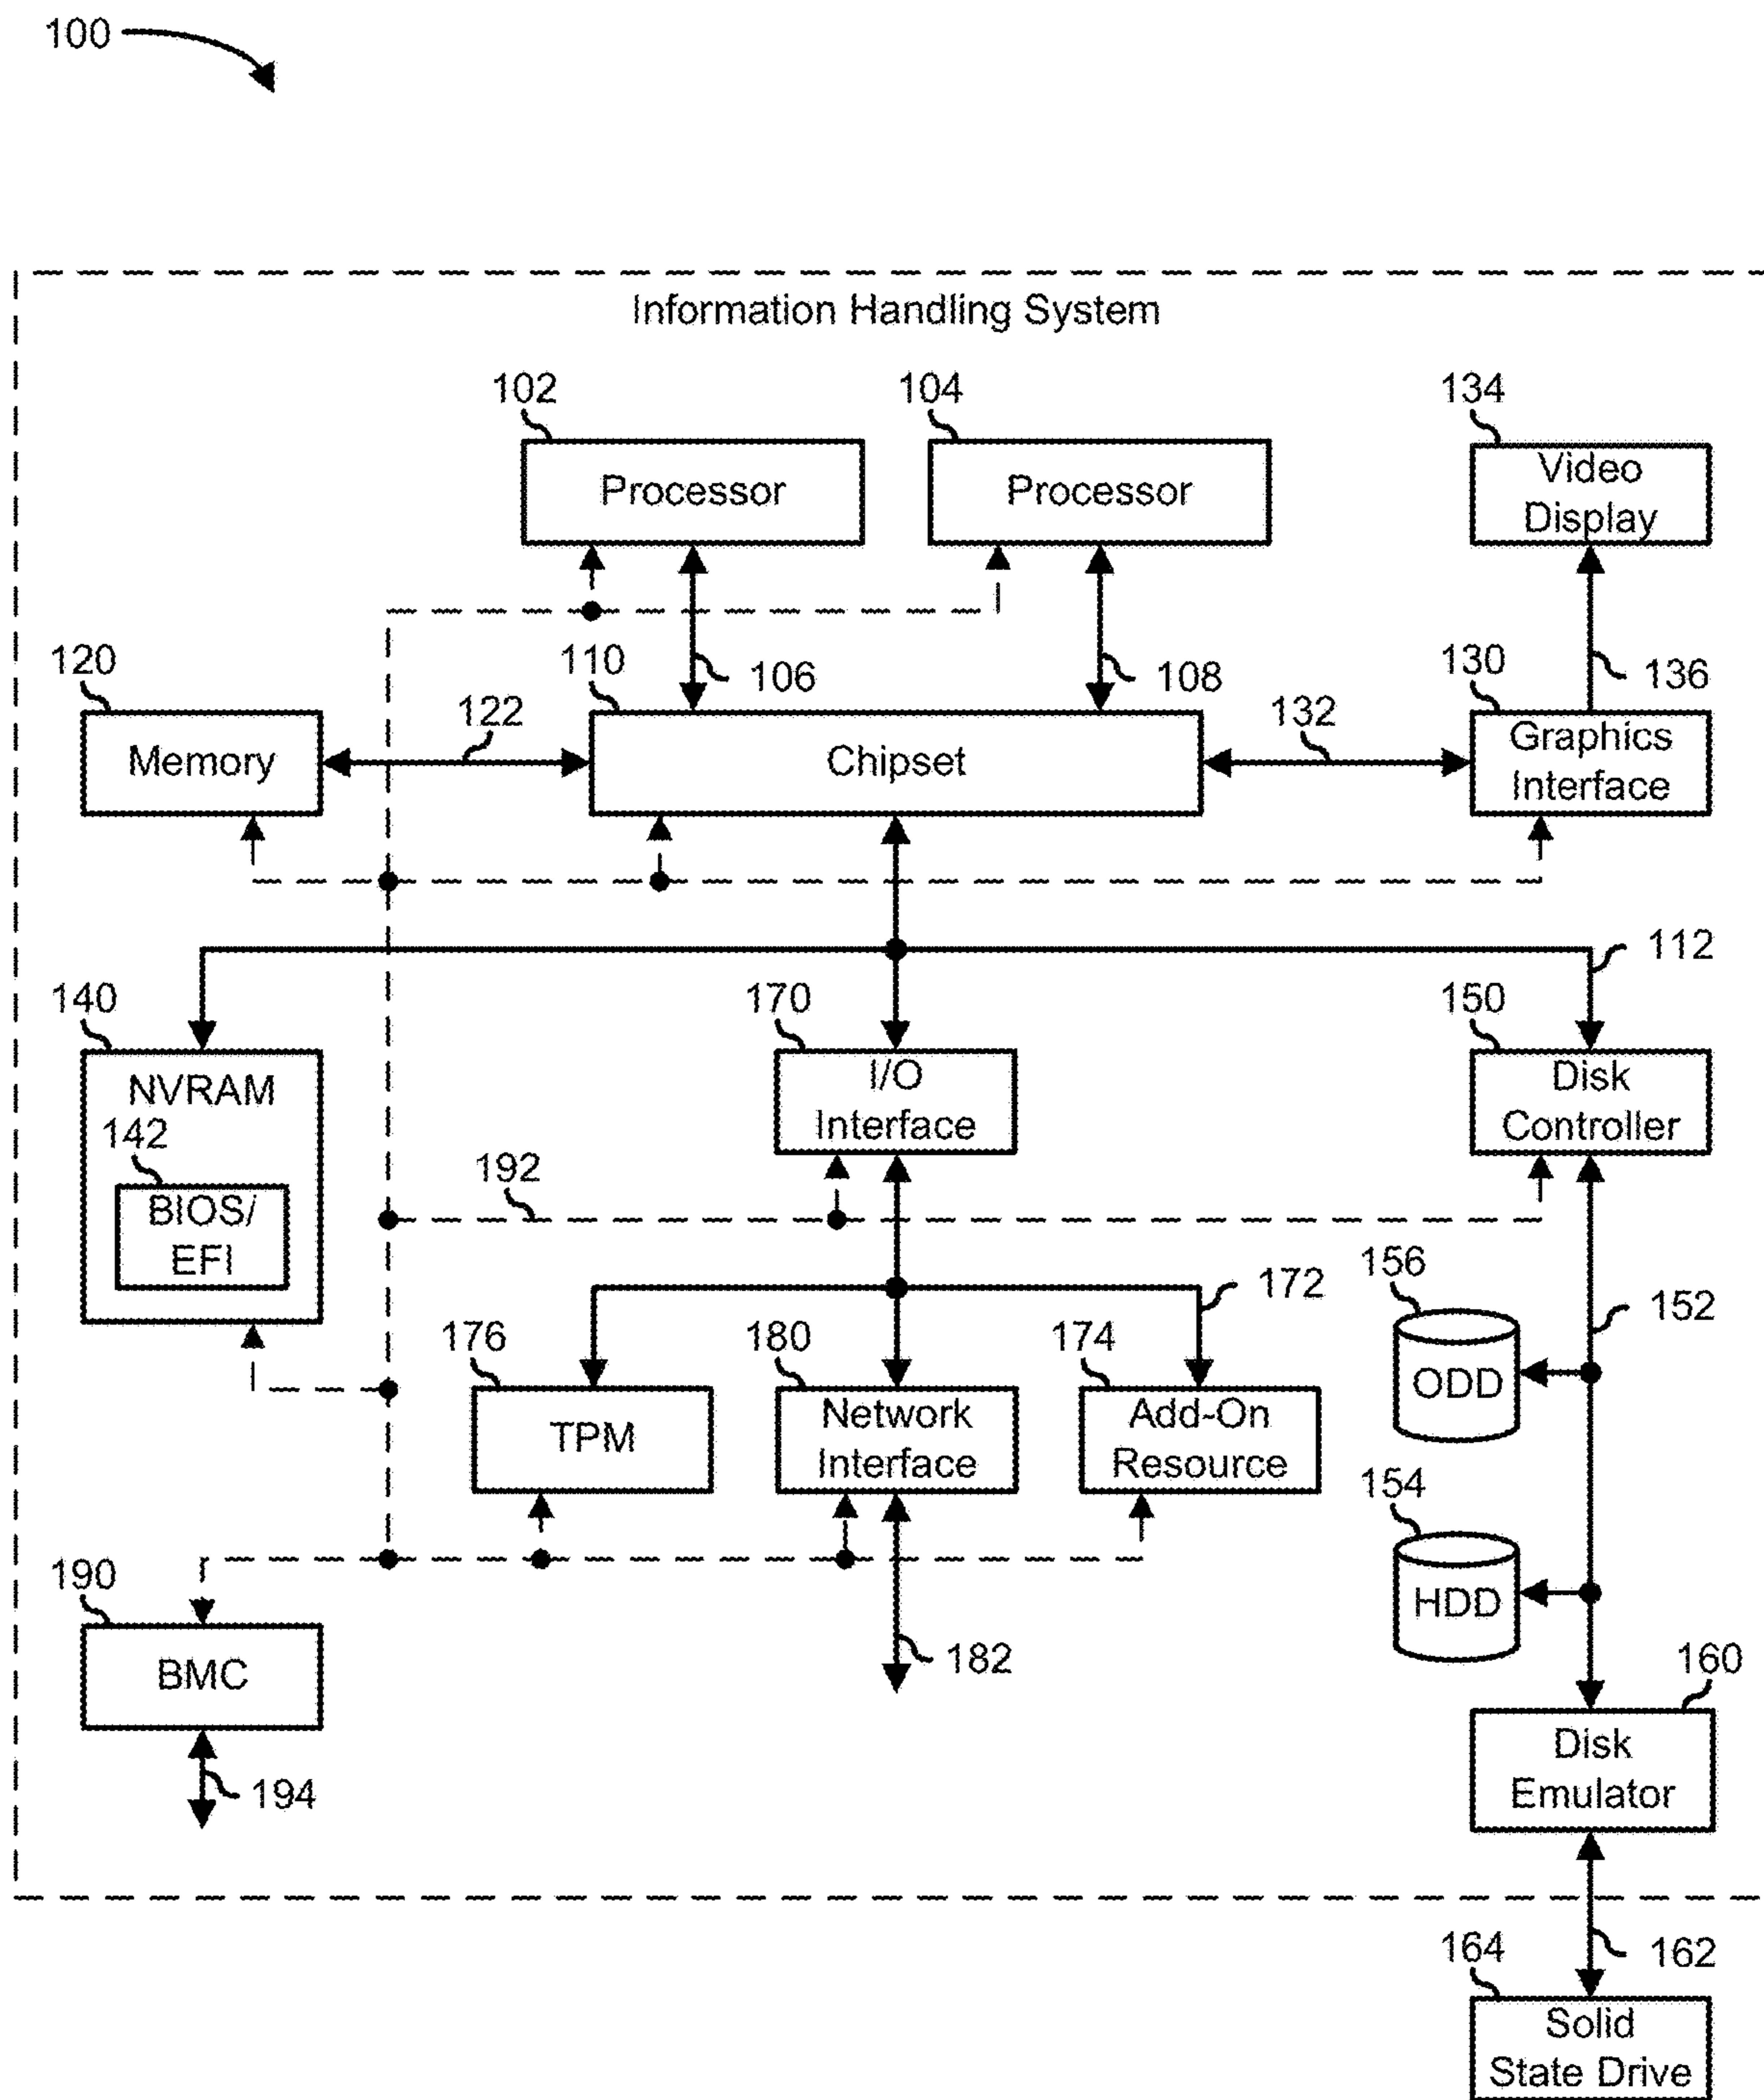 100
Information Handling System
102
104
134
Processor
Processor
Video
Display
120
110
106
108
130
136
122
132
Memory
Chipset
Graphics
Interface
112
140
170
150
NVRAM
I/O
Interface
Disk
Controller
142
BIOS/
EFI
192
156
172
152
176
180
174
ODD
TPM
Network
Interface
Add-On
Resource
154
HDD
190
BMC
182
160
194
Disk
Emulator
164
162
Solid
State Drive